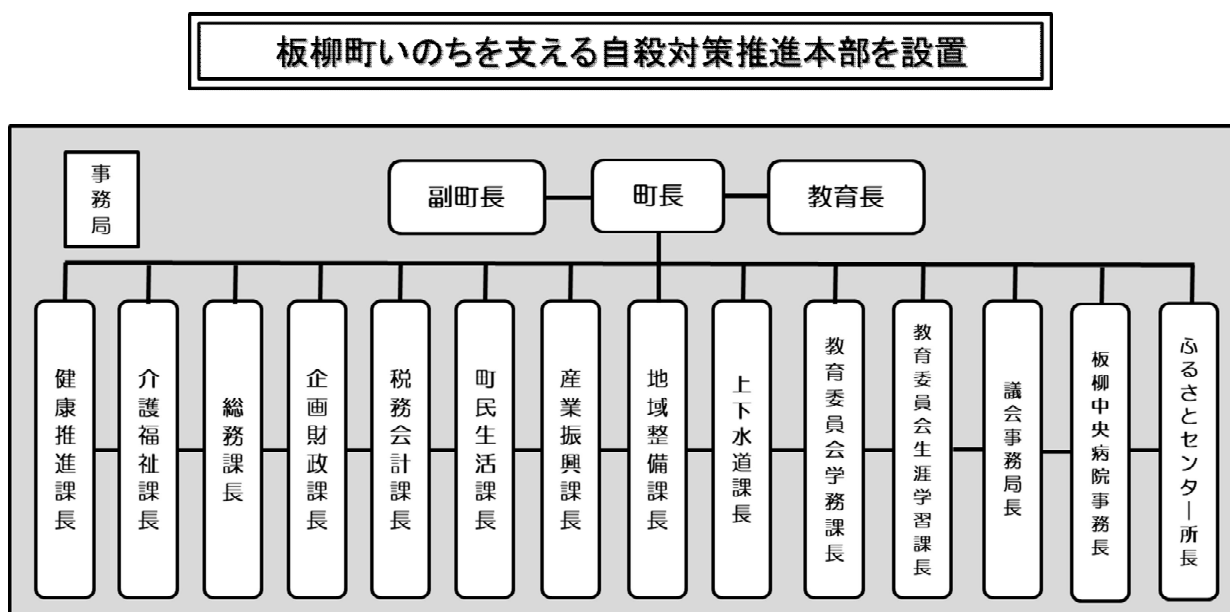 板柳町いのちを支える自殺対策推進本部を設置
事務局
副町長
町長
教育長
健康推進課長
介護福祉課長
総務課長
企画財政課長
税務会計課長
町民生活課長
産業振興課長
地域整備課長
上下水道課長
教育委員会学務課長
教育委員会生涯学習課長
議会事務局長
板柳中央病院事務長
ふるさとセンター所長